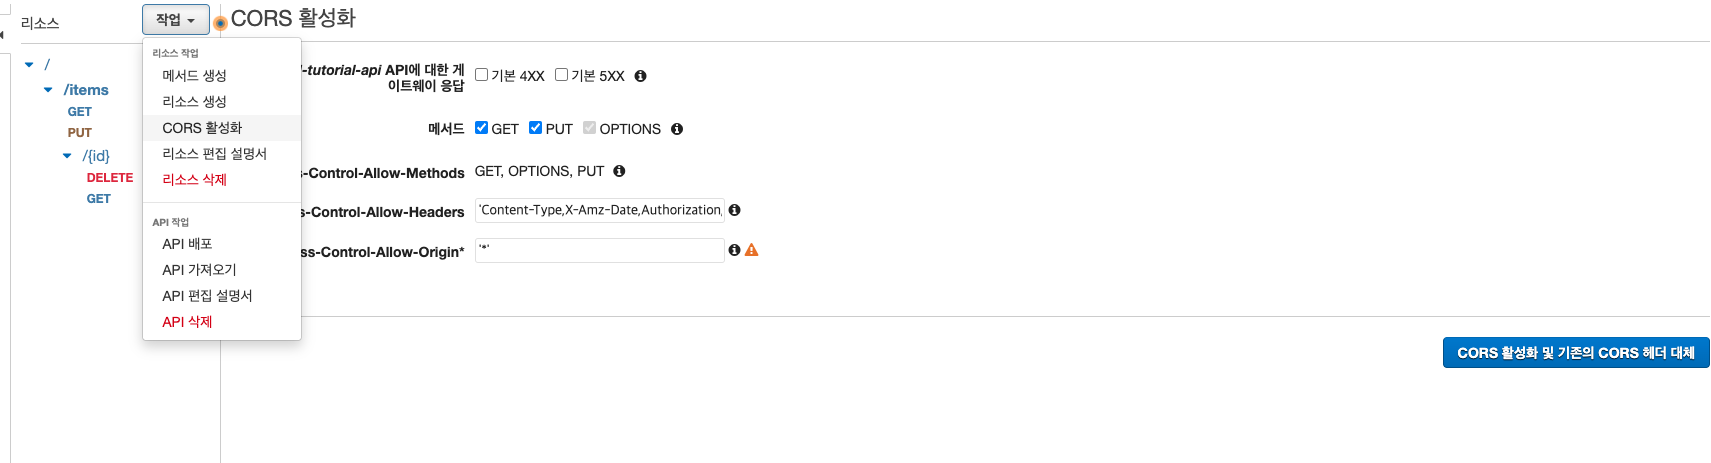 리소스
작업
CORS 활성화
/
/items
GET
PUT
/{id}
DELETE
GET
리소스 작업
메서드 생성
리소스 생성
CORS 활성화
리소스 편집 설명서
리소스 삭제
API 작업
API 배포
API 가져오기
API 편집 설명서
API 삭제
-tutorial-api API에 대한 게
이트웨이 응답
기본 4XX 기본 5XX
메서드
GET PUT OPTIONS
s-Control-Allow-Methods
GET, OPTIONS, PUT
s-Control-Allow-Headers
'Content-Type,X-Amz-Date,Authorization,
ss-Control-Allow-Origin*
'*'
CORS 활성화 및 기존의 CORS 헤더 대체